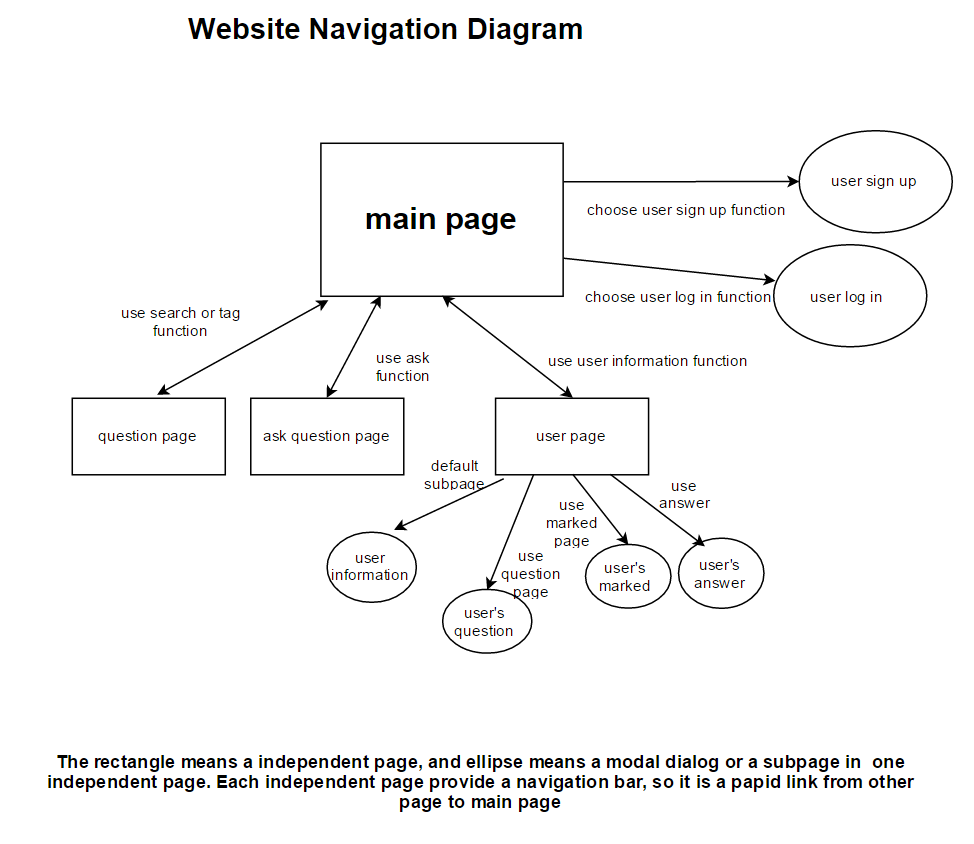 Website Navigation Diagram
main page
user sign up
choose user sign up function
choose user log in function
user log in
use search or tag
function
use ask
function
use user information function
question page
ask question page
user page
default
subpage
use
marked
page
use
answer
use
question
page
user
information
user's
question
user's
marked
user's
answer
The rectangle means a independent page, and ellipse means a modal dialog or a subpage in  one
independent page. Each independent page provide a navigation bar, so it is a papid link from other
page to main page